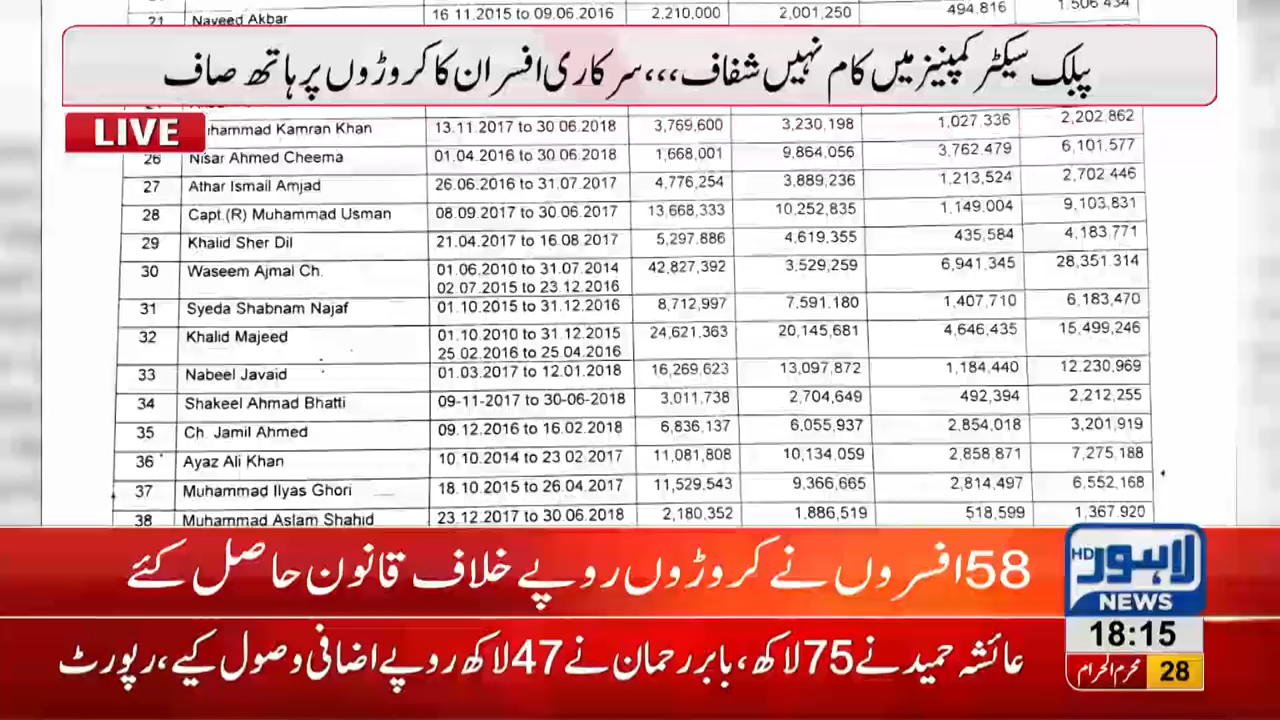 21 Naveed Akbar 16 11.2015 to 09.06.2016 2,210,000 2,001,250 494,816 1,506 434
پبلک سیکٹر کمپنیز میں کام نہیں شفاف،،،سرکاری افسران کا کروڑوں پر ہاتھ صاف
LIVE
uhammad Kamran Khan 13.11.2017 to 30 06.2018 3,769,600 3,230,198 1,027,336 2,202,862
26 Nisar Ahmed Cheema 01.04.2016 to 30.06.2018 1,668,001 9,864,056 3,762,479 6,101,577
27 Athar Ismail Amjad 26.06.2016 to 31.07.2017 4,776,254 3,889,236 1,213,524 2,702 446
28 Capt.(R) Muhammad Usman 08.09.2017 to 30.06.2017 13,668,333 10,252,835 1,149,004 9,103,831
29 Khalid Sher Dil 21.04.2017 to 16.08 2017 5,297.886 4,619,355 435,584 4,183,771
30 Waseem Ajmal Ch. 01.06.2010 to 31.07.2014 42,827,392 3,529,259 6,941,345 28,351.314
02.07.2015 to 23.12.2016
31 Syeda Shabnam Najaf 01.10.2015 to 31.12.2016 8,712,997 7.591.180 1,407,710 6,183,470
32 Khalid Majeed 01.10.2010 to 31.12.2015 24,621,363 20,145,681 4,646,435 15,499,246
25.02.2016 to 25.04.2016
33 Nabeel Javaid 01.03.2017 to 12.01.2018 16,269,623 13,097,872 1,184,440 12.230,969
34 Shakeel Ahmad Bhatti 09-11-2017 to 30-06-2018 3,011,738 2,704,649 492,394 2,212,255
35 Ch. Jamil Ahmed 09.12.2016 to 16.02.2018 6,836,137 6,055,937 2,854,018 3,201,919
36 Ayaz Ali Khan 10.10.2014 to 23 02.2017 11,081,808 10,134,059 2,858,871 7,275,188
37 Muhammad Ilyas Ghori 18.10.2015 to 26.04.2017 11,529,543 9,366,665 2,814,497 6,552,168
38 Muhammad Aslam Shahid 23.12.2017 to 30.06.2018 2,180,352 1,886,519 518,599 1,367.920
58 افسروں نے کروڑوں روپے خلاف قانون حاصل کئے
HD لاہور
NEWS
18:15
عائشہ حمید نے 75 لاکھ، بابر رحمان نے 47 لاکھ روپے اضافی وصول کیے، رپورٹ
28 محرم الحرام